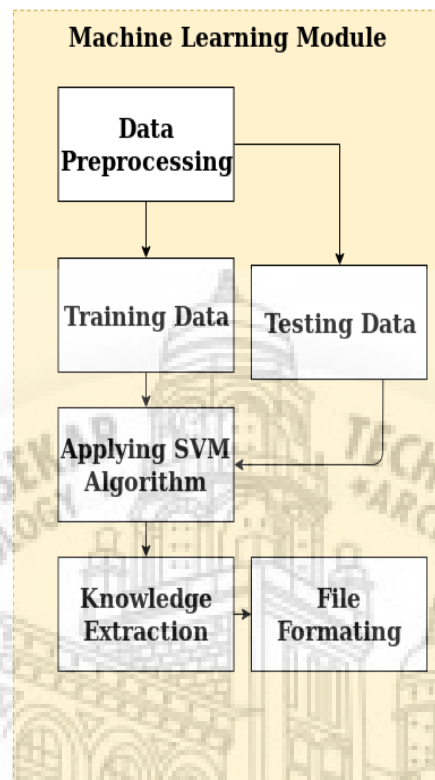 Machine Learning Module
Data
Preprocessing
Training Data
Testing Data
Applying SVM
Algorithm
Knowledge
Extraction
File
Formating